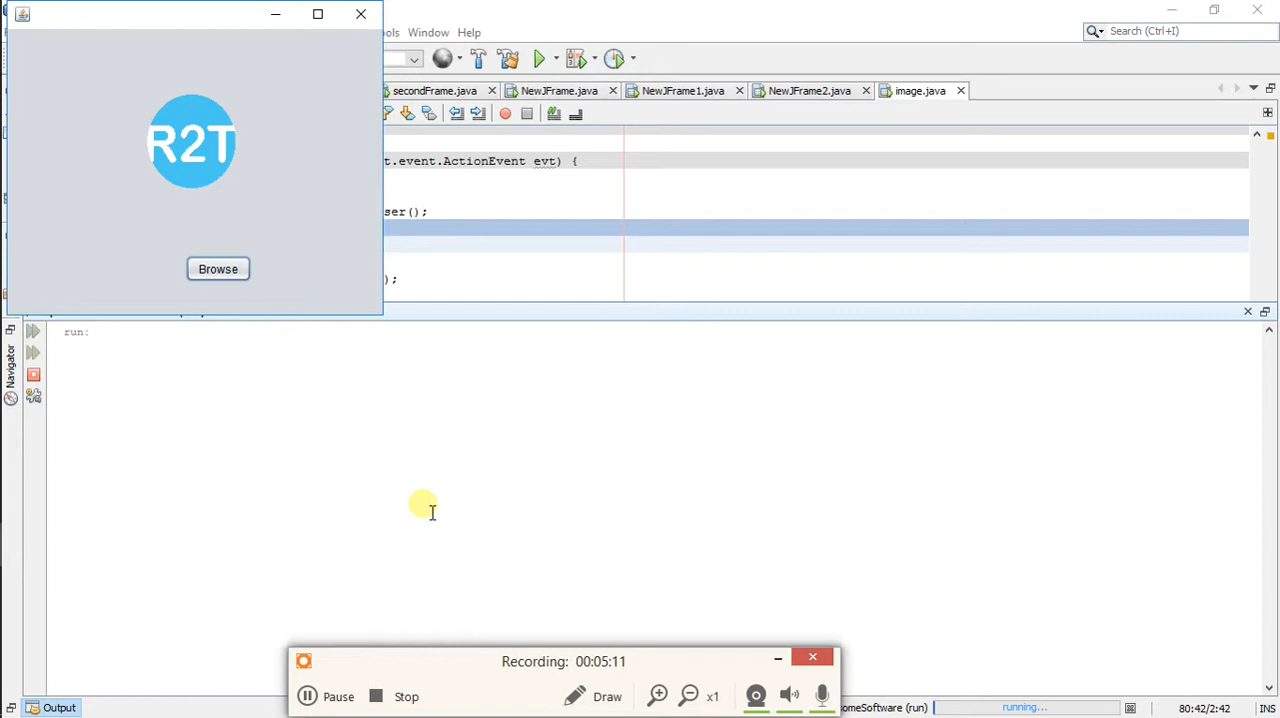 ols Window Help
Search (Ctrl+I)
secondFrame.java NewJFrame.java NewJFrame1.java NewJFrame2.java image.java
R2T
t.event.ActionEvent evt) {
ser();
Browse
);
run:
Navigator
Recording: 00:05:11
Pause Stop Draw x1
Output omeSoftware (run) running... 80:42/2:42 INS